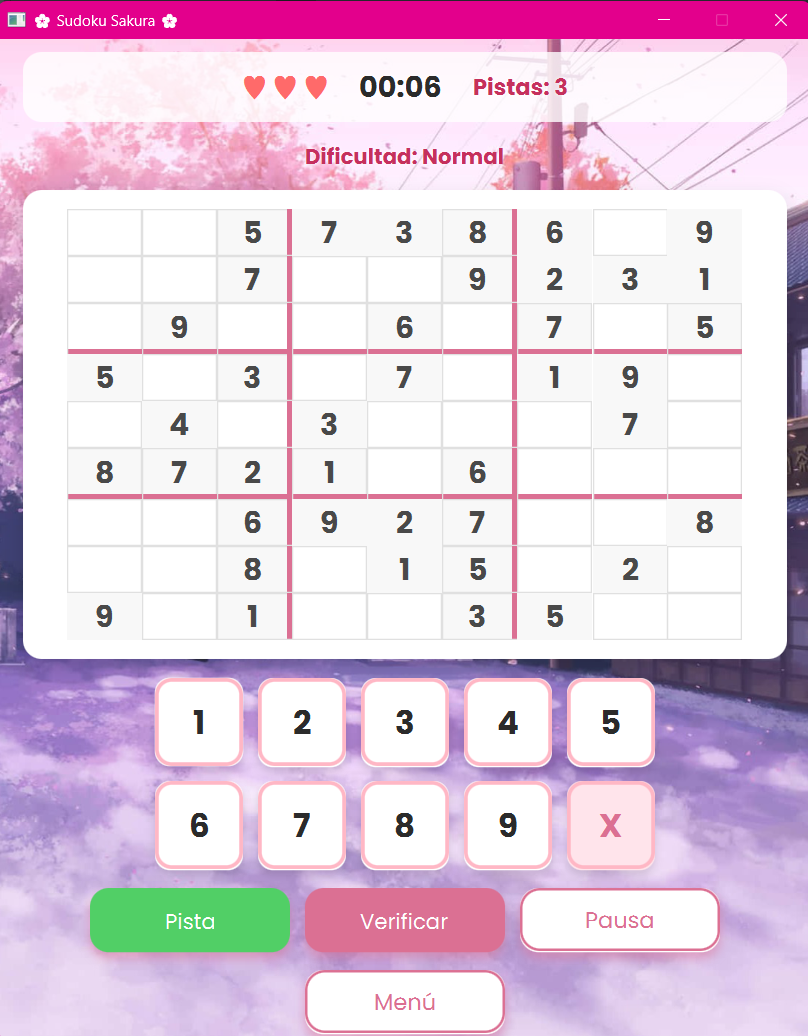 🌸 Sudoku Sakura 🌸
♥ ♥ ♥ 00:06 Pistas: 3
Dificultad: Normal
5 7 3 8 6 9
7 9 2 3 1
9 6 7 5
5 3 7 1 9
4 3 7
8 7 2 1 6
6 9 2 7 8
8 1 5 2
9 1 3 5
1 2 3 4 5
6 7 8 9 X
Pista Verificar Pausa
Menú